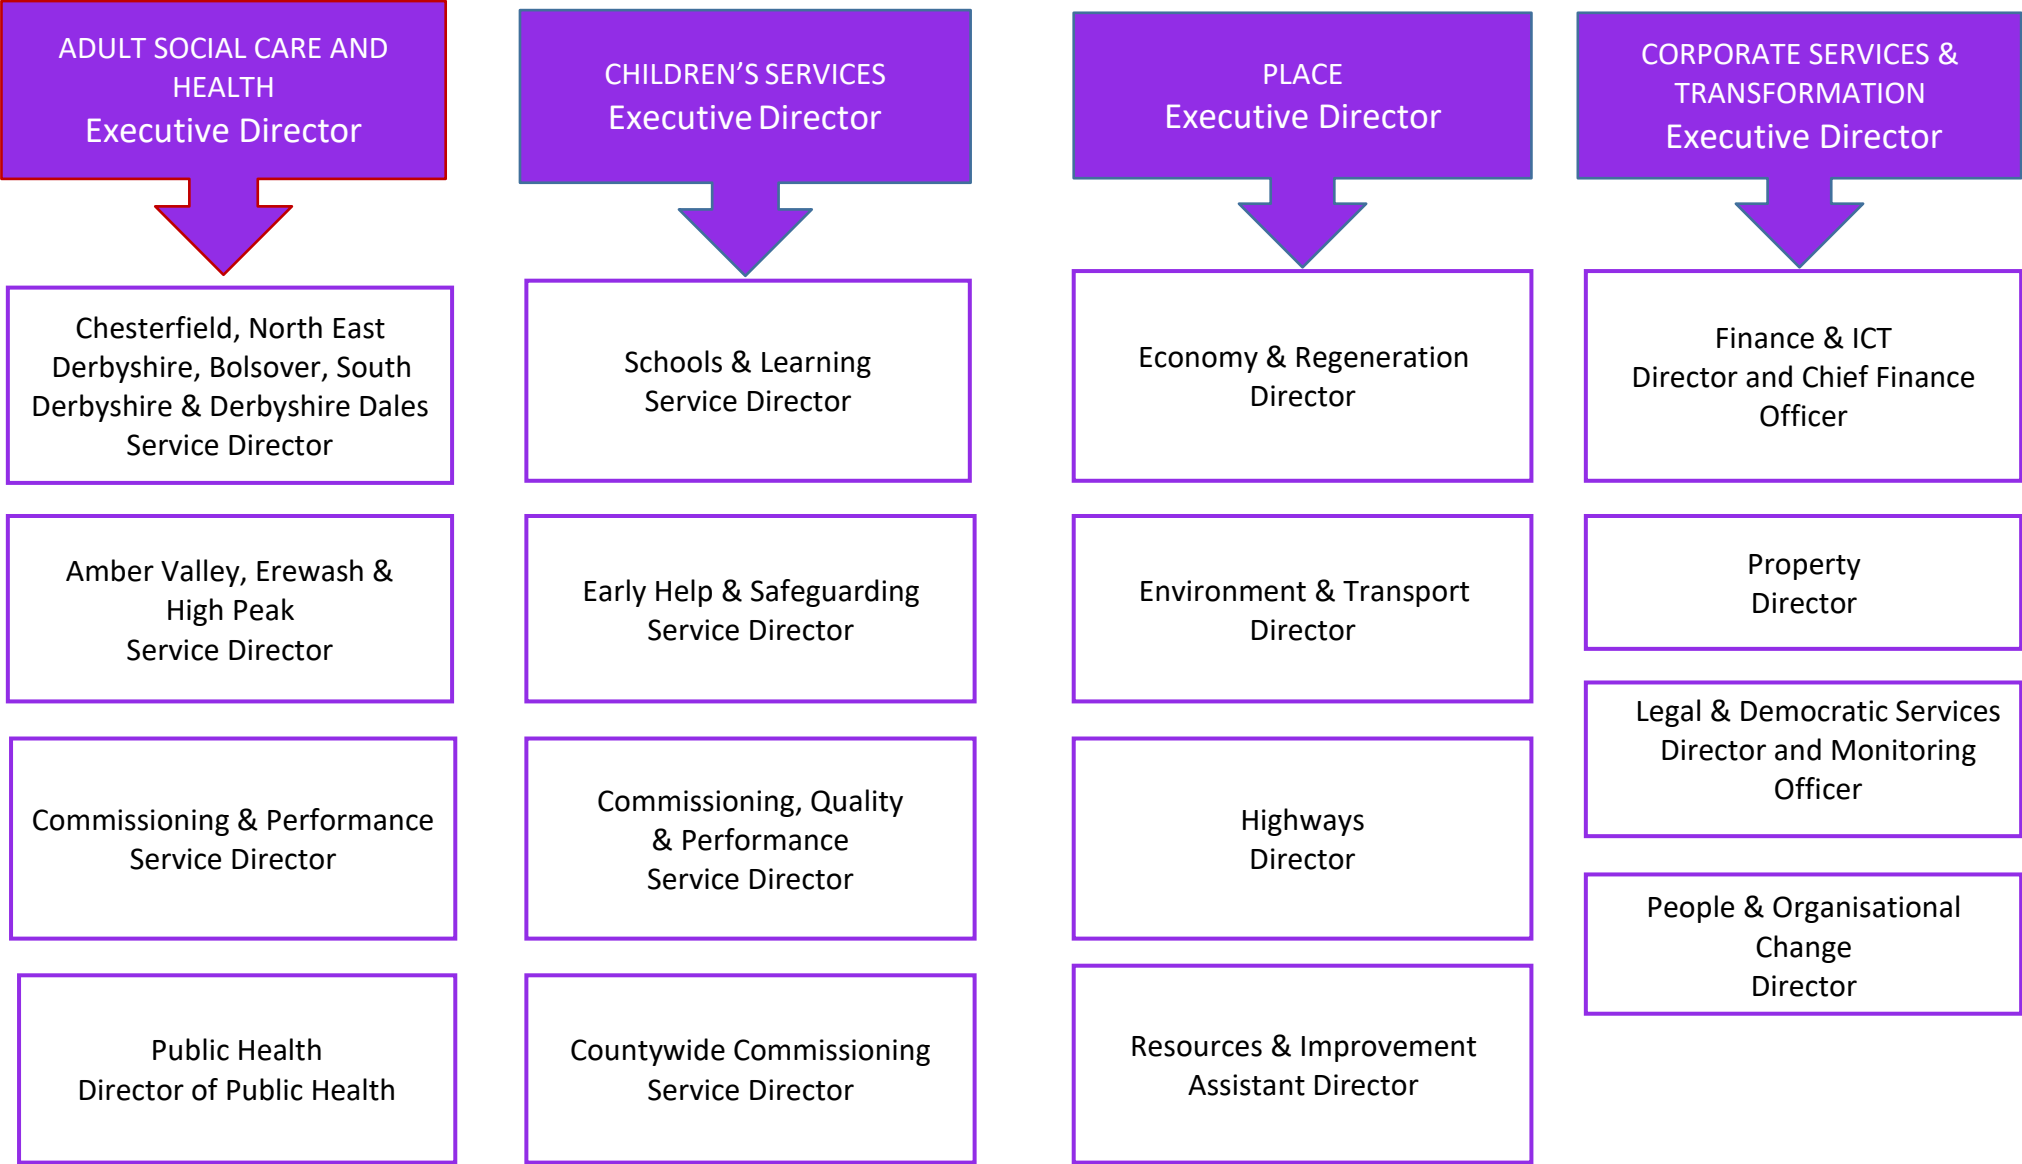 ADULT SOCIAL CARE AND
HEALTH
Executive Director
CHILDREN’S SERVICES
Executive Director
PLACE
Executive Director
CORPORATE SERVICES &
TRANSFORMATION
Executive Director
Chesterfield, North East
Derbyshire, Bolsover, South
Derbyshire & Derbyshire Dales
Service Director
Amber Valley, Erewash &
High Peak
Service Director
Commissioning & Performance
Service Director
Public Health
Director of Public Health
Schools & Learning
Service Director
Early Help & Safeguarding
Service Director
Commissioning, Quality
& Performance
Service Director
Countywide Commissioning
Service Director
Economy & Regeneration
Director
Environment & Transport
Director
Highways
Director
Resources & Improvement
Assistant Director
Finance & ICT
Director and Chief Finance
Officer
Property
Director
Legal & Democratic Services
Director and Monitoring
Officer
People & Organisational
Change
Director